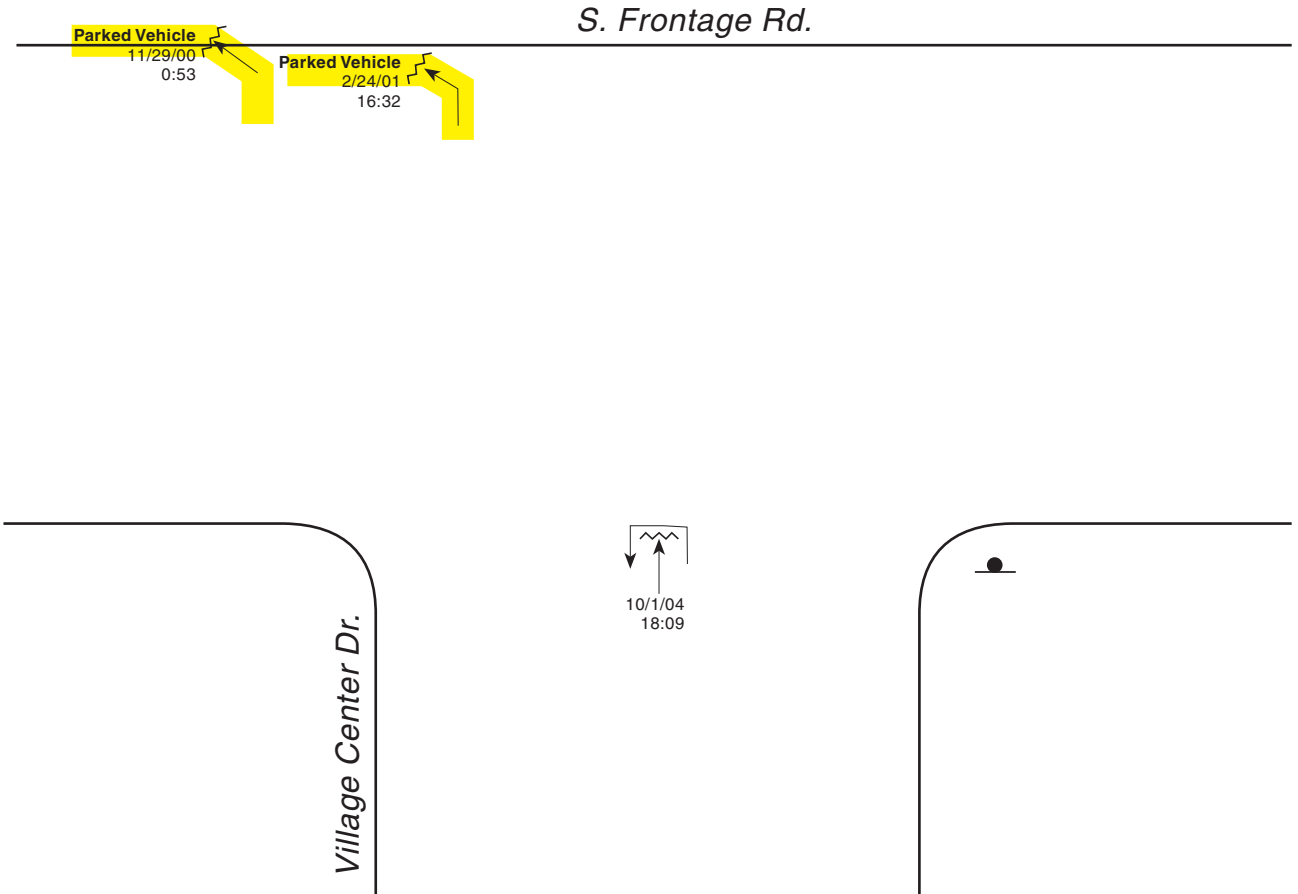 S. Frontage Rd.
Parked Vehicle
11/29/00
0:53
Parked Vehicle
2/24/01
16:32
10/1/04
18:09
Village Center Dr.